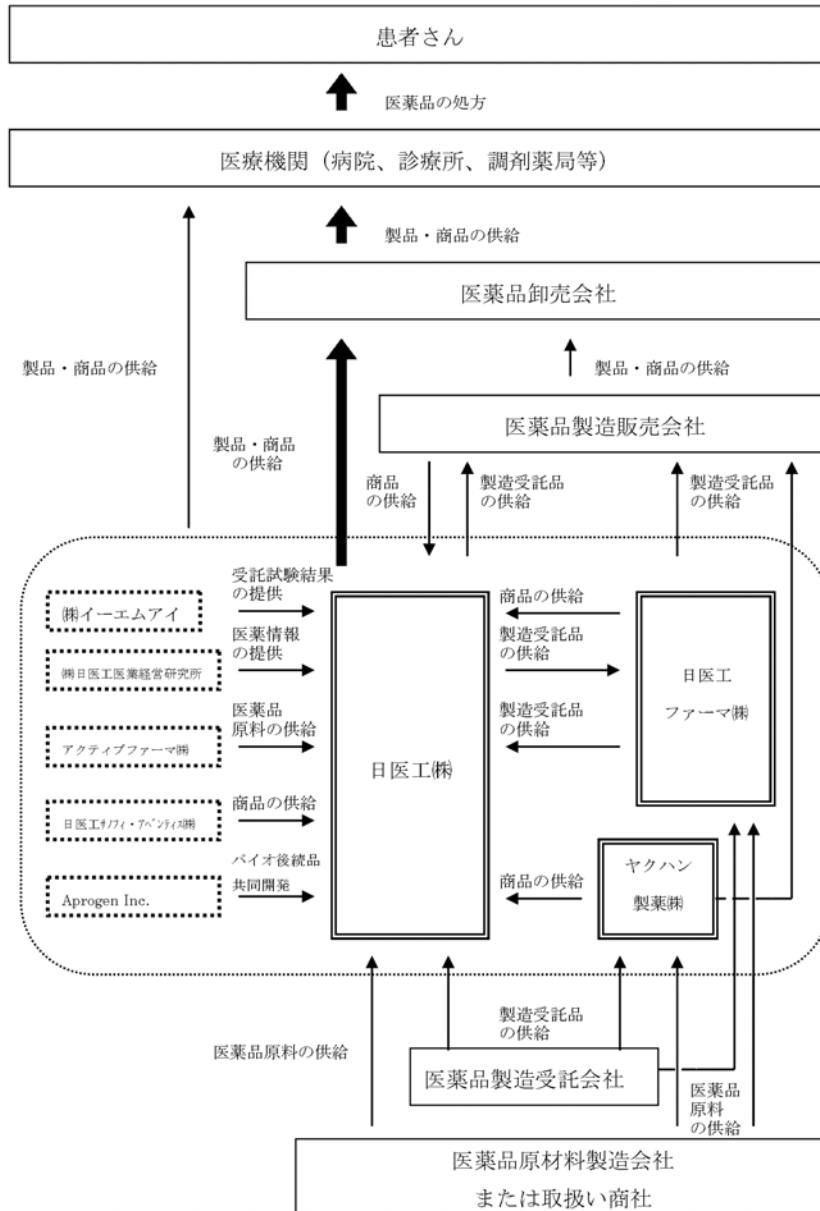 患者さん
医薬品の処方
医療機関（病院、診療所、調剤薬局等）
製品・商品の供給
医薬品卸売会社
製品・商品の供給
製品・商品の供給
医薬品製造販売会社
製品・商品
の供給
商品
の供給
製造受託品
の供給
製造受託品
の供給
受託試験結果
の提供
㈱イーエムアイ
医薬情報
の提供
㈱日医工医業経営研究所
医薬品
原料の供給
アクティブファーマ㈱
商品の供給
日医工ｻﾉﾌｨ・ｱﾍﾞﾝﾃｨｽ㈱
バイオ後続品
共同開発
Aprogen Inc.
日医工㈱
商品の供給
製造受託品
の供給
製造受託品
の供給
日医工
ファーマ㈱
商品の供給
ヤクハン
製薬㈱
医薬品原料の供給
製造受託品
の供給
医薬品製造受託会社
医薬品
原料
の供給
医薬品原材料製造会社
または取扱い商社